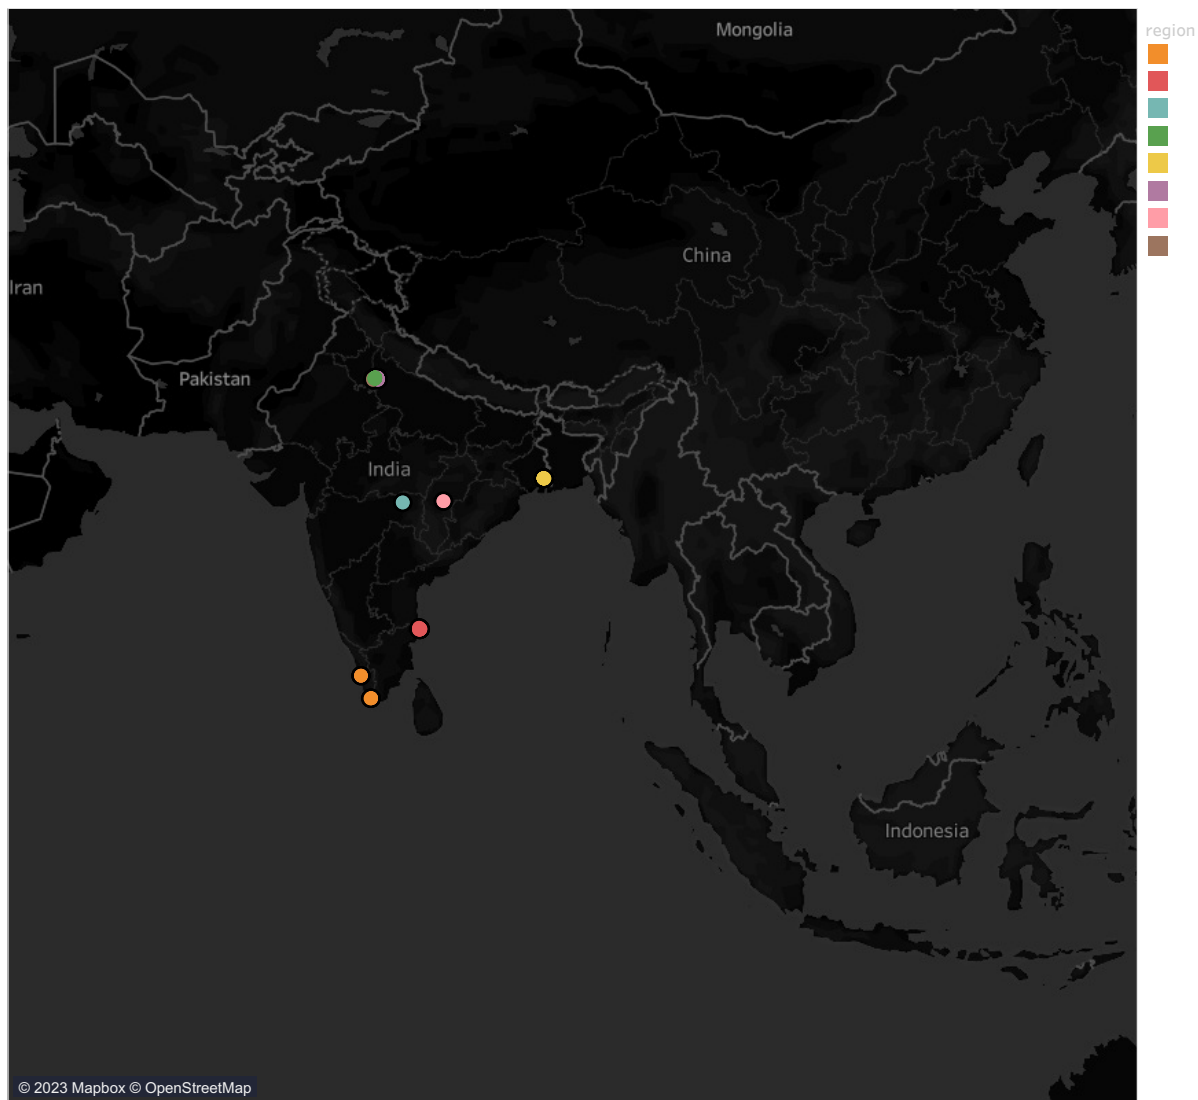 Mongolia
region
China
Iran
Pakistan
India
Indonesia
© 2023 Mapbox © OpenStreetMap